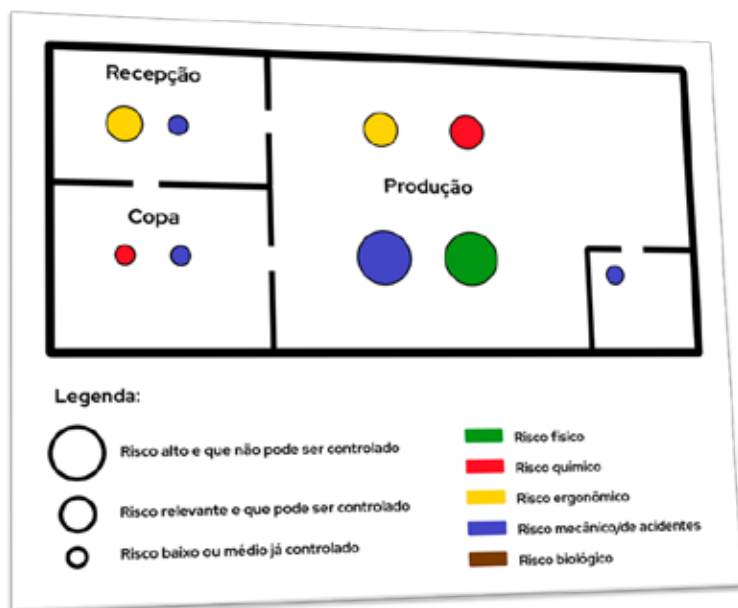 Recepção
Produção
Copa
Legenda:
Risco alto e que não pode ser controlado
Risco relevante e que pode ser controlado
Risco baixo ou médio já controlado
Risco físico
Risco químico
Risco ergonômico
Risco mecânico/de acidentes
Risco biológico